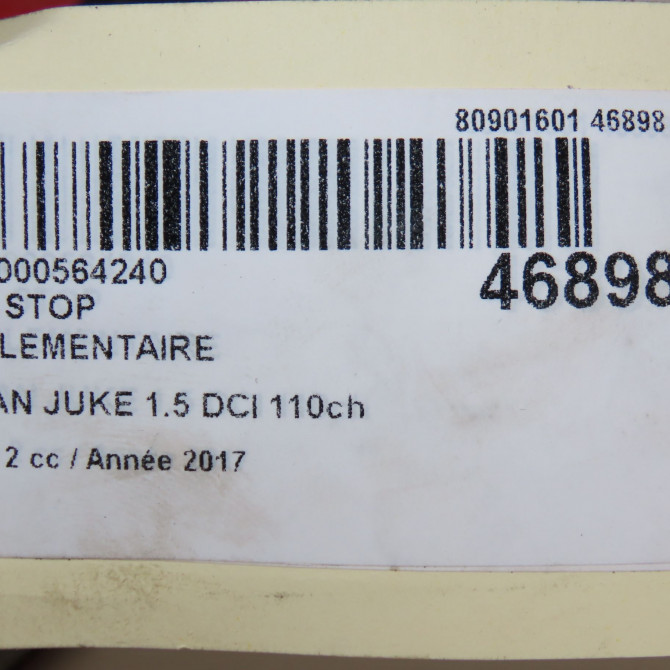 80901601 46898
000564240
46898
STOP
LEMENTAIRE
AN JUKE 1.5 DCI 110ch
2 cc / Année 2017